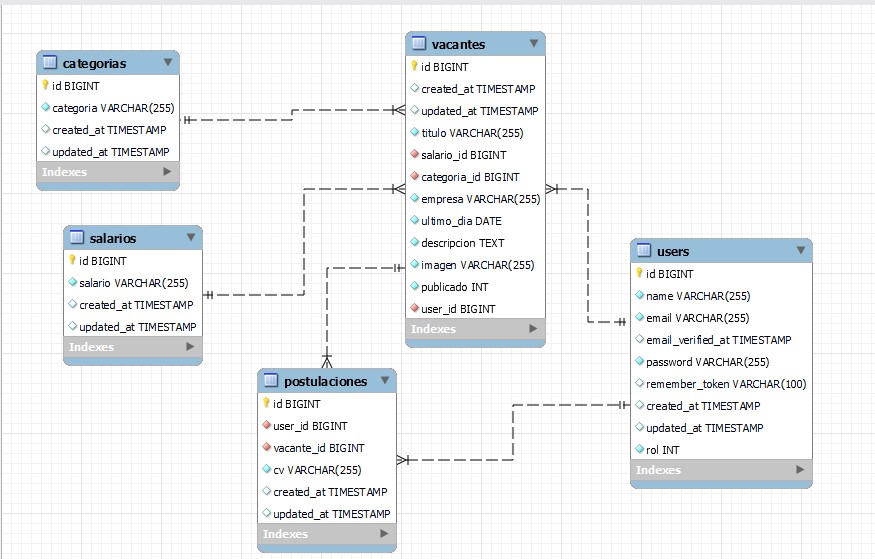 categorias
id BIGINT
categoria VARCHAR(255)
created_at TIMESTAMP
updated_at TIMESTAMP
Indexes
salarios
id BIGINT
salario VARCHAR(255)
created_at TIMESTAMP
updated_at TIMESTAMP
Indexes
vacantes
id BIGINT
created_at TIMESTAMP
updated_at TIMESTAMP
titulo VARCHAR(255)
salario_id BIGINT
categoria_id BIGINT
empresa VARCHAR(255)
ultimo_dia DATE
descripcion TEXT
imagen VARCHAR(255)
publicado INT
user_id BIGINT
Indexes
postulaciones
id BIGINT
user_id BIGINT
vacante_id BIGINT
cv VARCHAR(255)
created_at TIMESTAMP
updated_at TIMESTAMP
Indexes
users
id BIGINT
name VARCHAR(255)
email VARCHAR(255)
email_verified_at TIMESTAMP
password VARCHAR(255)
remember_token VARCHAR(100)
created_at TIMESTAMP
updated_at TIMESTAMP
rol INT
Indexes